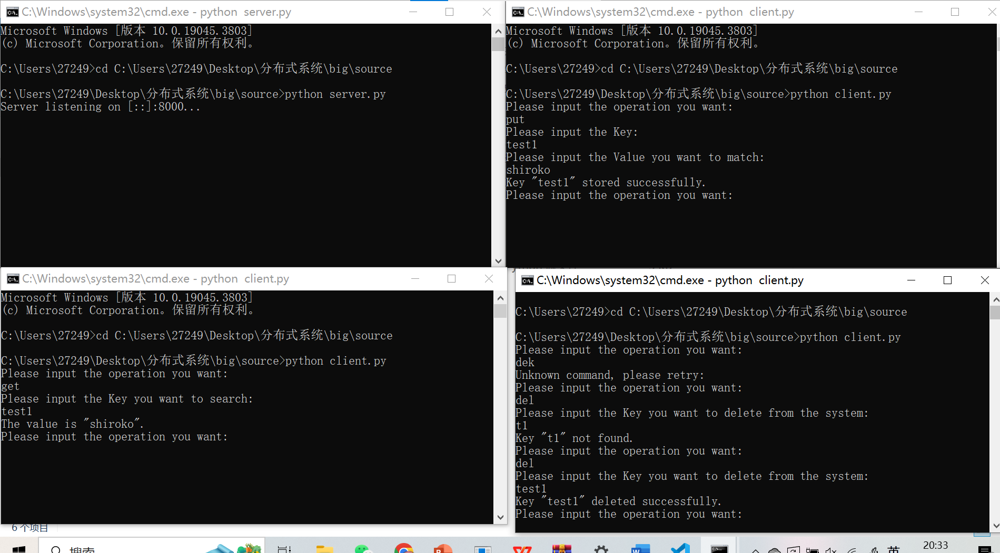 C:\Windows\system32\cmd.exe - python  server.py
Microsoft Windows [版本 10.0.19045.3803]
(c) Microsoft Corporation。保留所有权利。
C:\Users\27249>cd C:\Users\27249\Desktop\分布式系统\big\source
C:\Users\27249\Desktop\分布式系统\big\source>python server.py
Server listening on [::]:8000...
C:\Windows\system32\cmd.exe - python  client.py
Microsoft Windows [版本 10.0.19045.3803]
(c) Microsoft Corporation。保留所有权利。
C:\Users\27249>cd C:\Users\27249\Desktop\分布式系统\big\source
C:\Users\27249\Desktop\分布式系统\big\source>python client.py
Please input the operation you want:
put
Please input the Key:
test1
Please input the Value you want to match:
shiroko
Key "test1" stored successfully.
Please input the operation you want:
C:\Windows\system32\cmd.exe - python  client.py
Microsoft Windows [版本 10.0.19045.3803]
(c) Microsoft Corporation。保留所有权利。
C:\Users\27249>cd C:\Users\27249\Desktop\分布式系统\big\source
C:\Users\27249\Desktop\分布式系统\big\source>python client.py
Please input the operation you want:
get
Please input the Key you want to search:
test1
The value is "shiroko".
Please input the operation you want:
C:\Windows\system32\cmd.exe - python  client.py
C:\Users\27249>cd C:\Users\27249\Desktop\分布式系统\big\source
C:\Users\27249\Desktop\分布式系统\big\source>python client.py
Please input the operation you want:
dek
Unknown command, please retry:
Please input the operation you want:
del
Please input the Key you want to delete from the system:
t1
Key "t1" not found.
Please input the operation you want:
del
Please input the Key you want to delete from the system:
test1
Key "test1" deleted successfully.
Please input the operation you want:
6 个项目
搜索
英
20:33